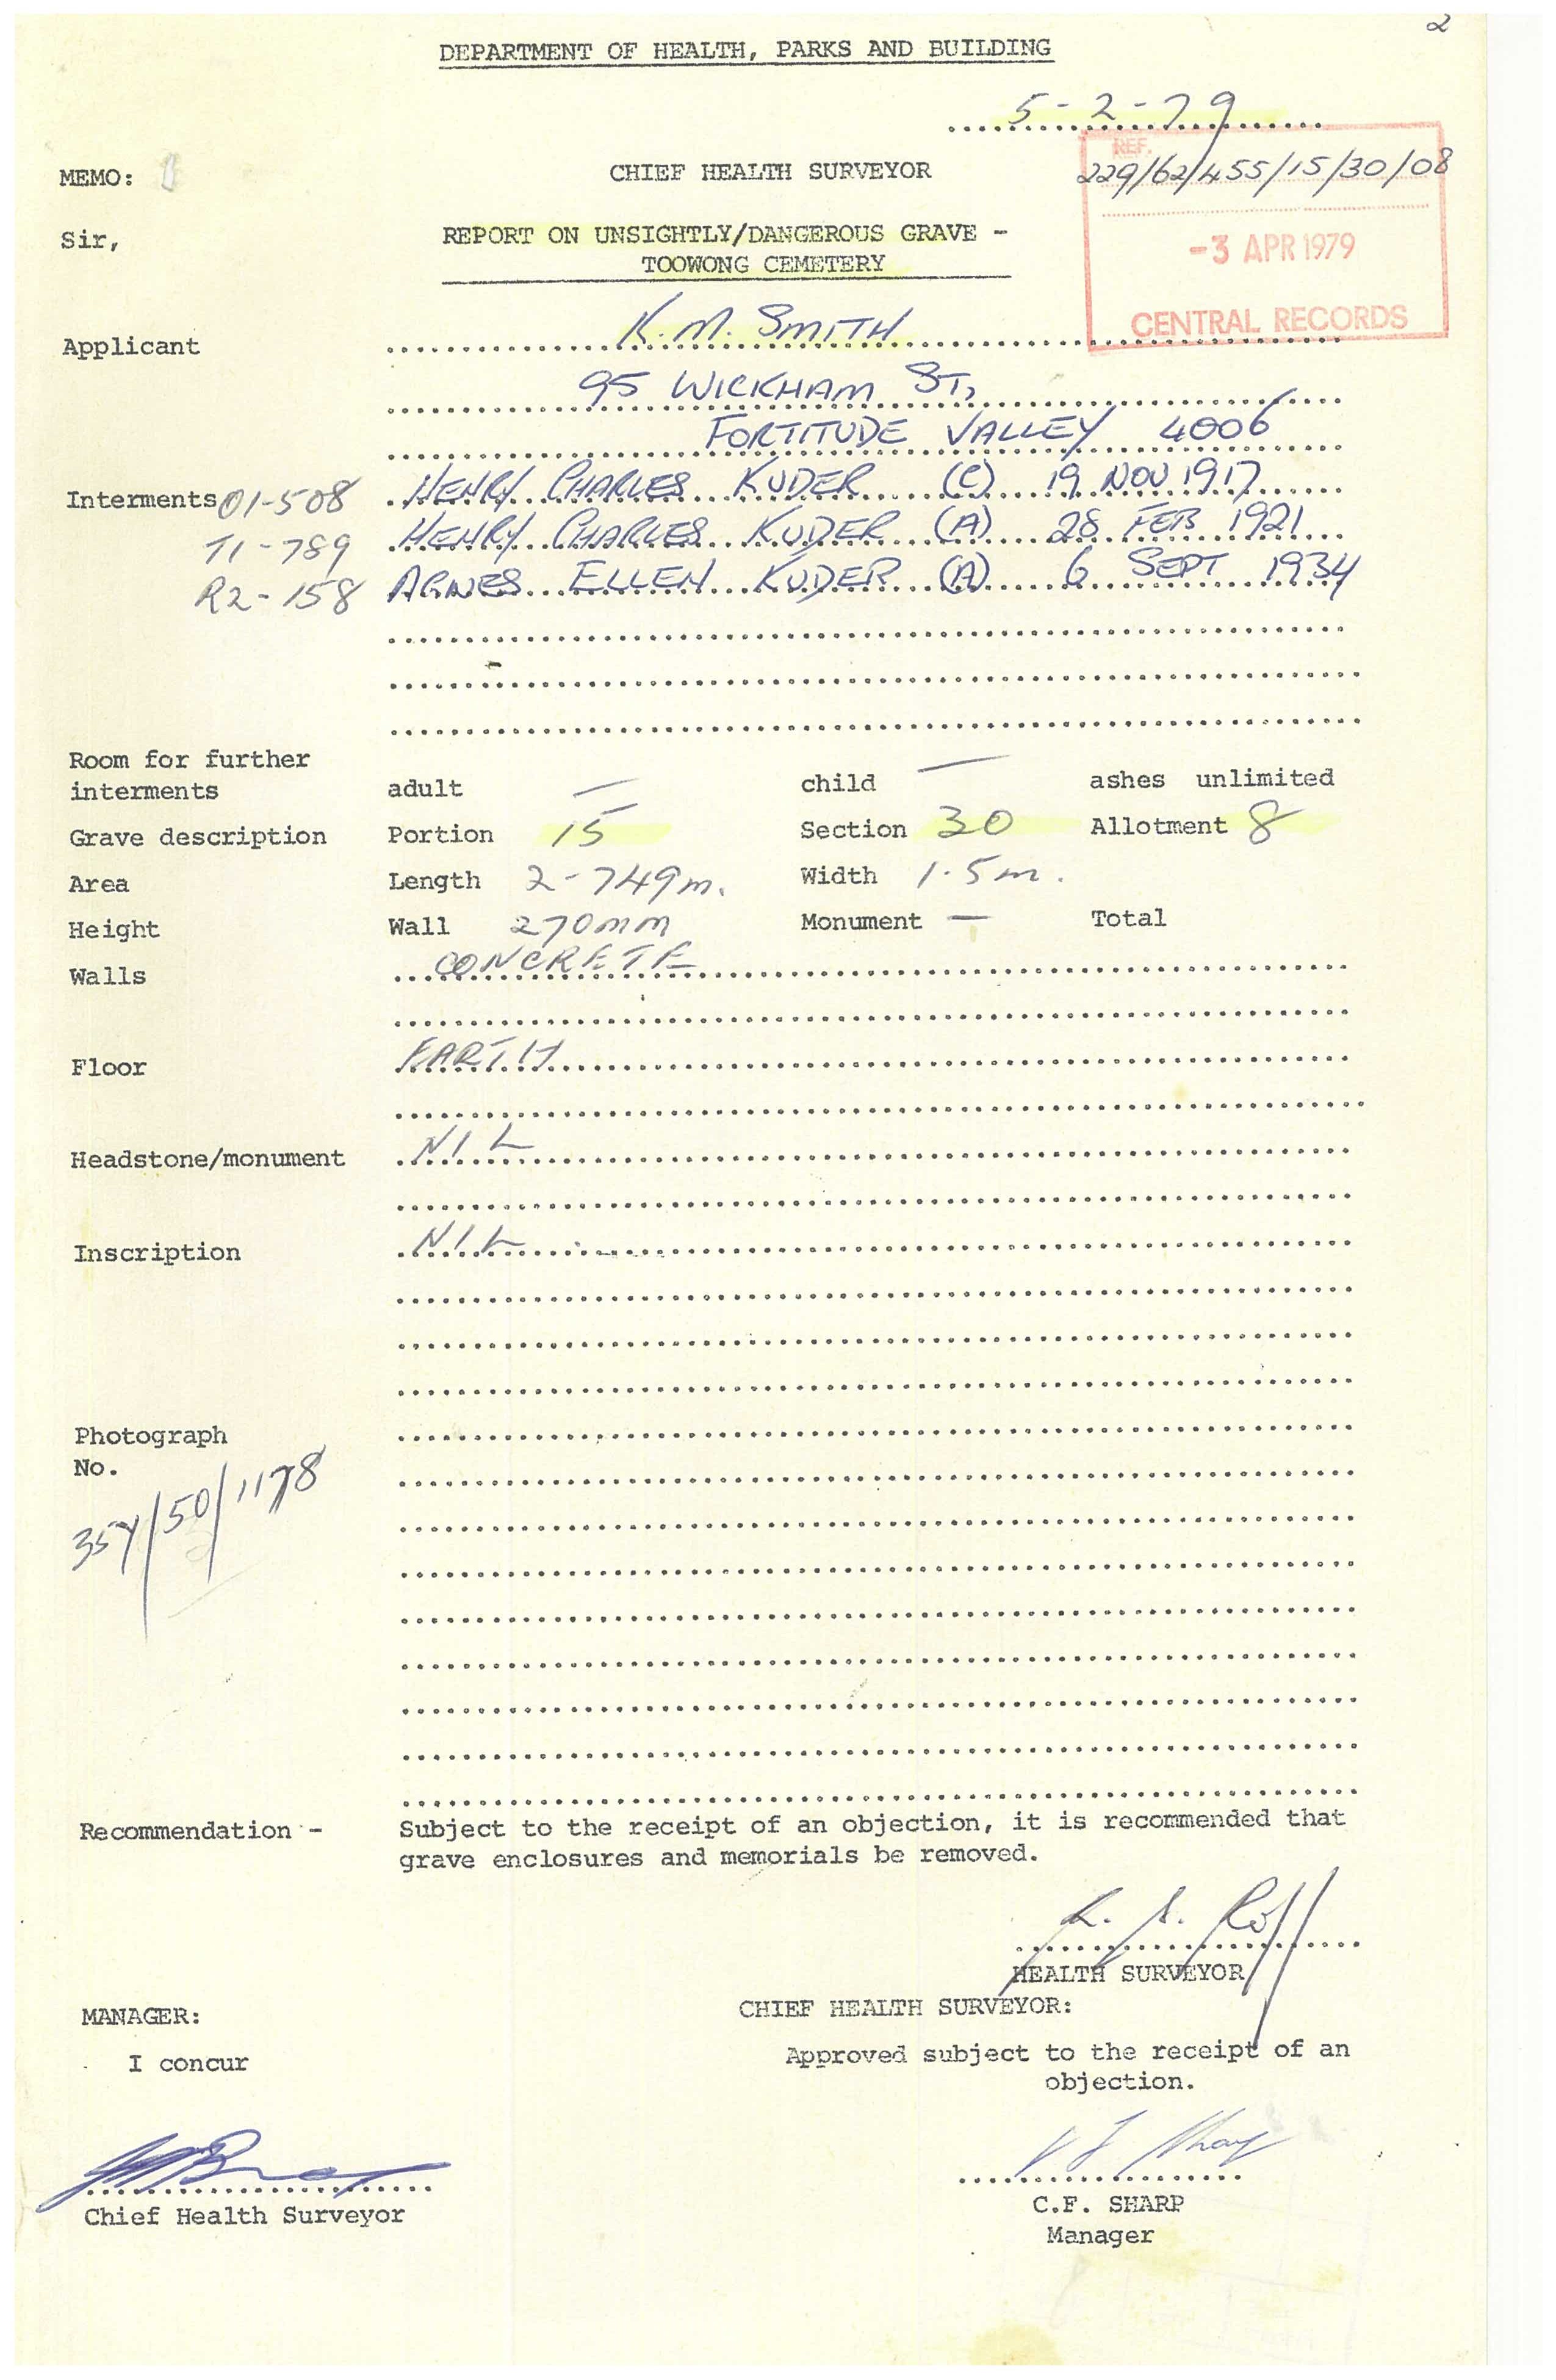 2
DEPARTMENT OF HEALTH, PARKS AND BUILDING
5-2-79
MEMO:
CHIEF HEALTH SURVEYOR
REF.
229/62/455/15/30/08
Sir,
REPORT ON UNSIGHTLY/DANGEROUS GRAVE -
TOOWONG CEMETERY
-3 APR 1979
CENTRAL RECORDS
Applicant K. M. SMITH
95 WICKHAM ST,
FORTITUDE VALLEY 4006
Interments 01-508 HENRY CHARLES KUDER (C) 19 NOV 1917
T1-789 HENRY CHARLES KUDER (A) 28 FEB 1921
R2-158 AGNES ELLEN KUDER (A) 6 SEPT 1934
Room for further
interments adult — child — ashes unlimited
Grave description Portion 15 Section 30 Allotment 8
Area Length 2-749m. Width 1.5m.
Height Wall 270mm Monument — Total
Walls CONCRETE
Floor EARTH
Headstone/monument NIL
Inscription NIL
Photograph
No.
357/50/1178
Recommendation - Subject to the receipt of an objection, it is recommended that
grave enclosures and memorials be removed.
HEALTH SURVEYOR
MANAGER:
CHIEF HEALTH SURVEYOR:
I concur
Approved subject to the receipt of an
objection.
Chief Health Surveyor
C.F. SHARP
Manager